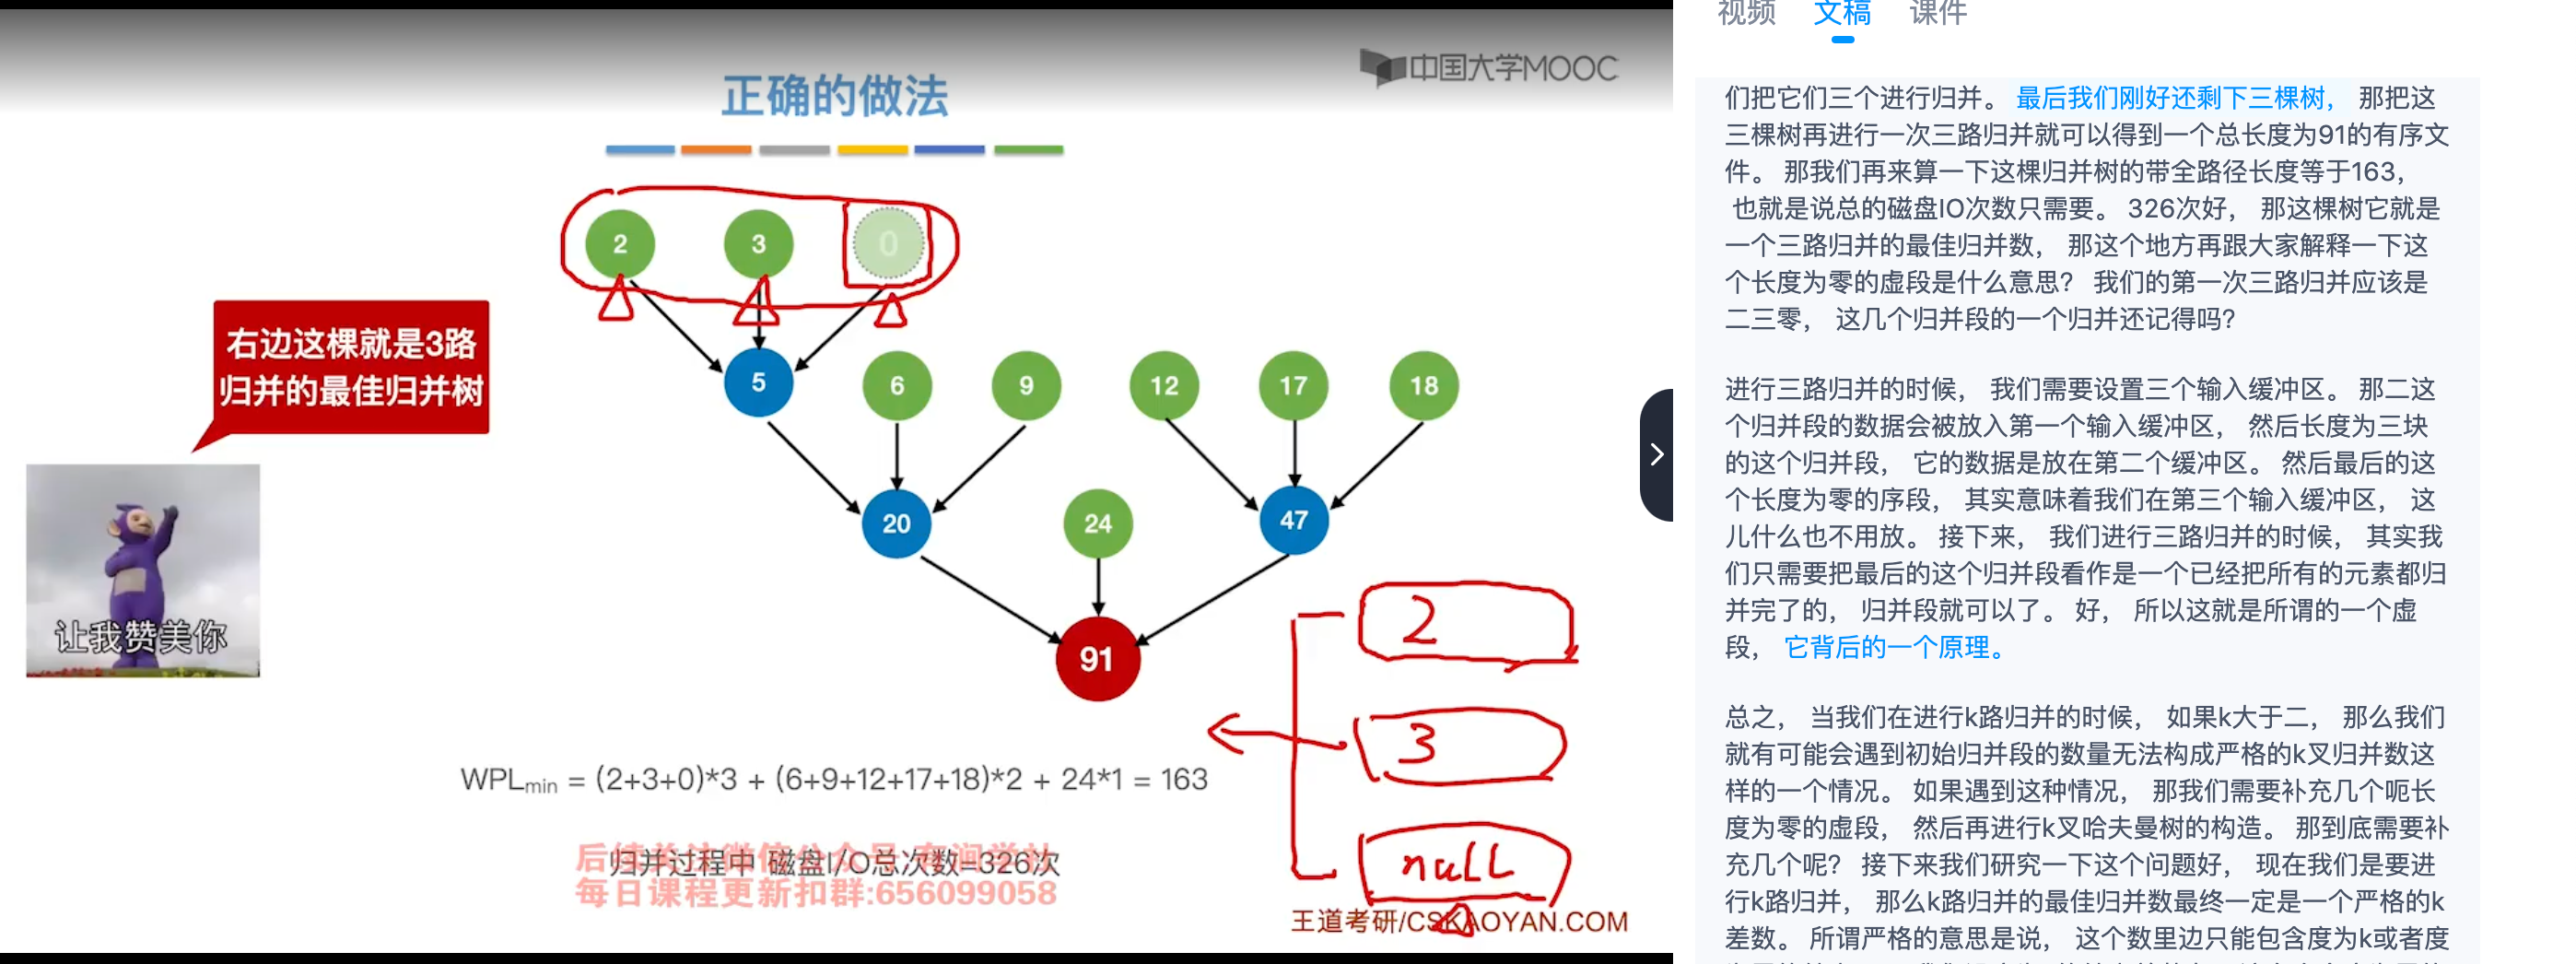 中国大学MOOC
正确的做法
2
3
0
右边这棵就是3路
归并的最佳归并树
5
6
9
12
17
18
20
24
47
91
让我赞美你
2
3
null
WPLmin = (2+3+0)*3 + (6+9+12+17+18)*2 + 24*1 = 163
归并过程中 磁盘I/O总次数=326次
后续关注微信公众号
每日课程更新扣群:656099058
王道考研/CSKAOYAN.COM
视频 文稿 课件
们把它们三个进行归并。 最后我们刚好还剩下三棵树， 那把这
三棵树再进行一次三路归并就可以得到一个总长度为91的有序文
件。 那我们再来算一下这棵归并树的带全路径长度等于163，
也就是说总的磁盘IO次数只需要。 326次好， 那这棵树它就是
一个三路归并的最佳归并数， 那这个地方再跟大家解释一下这
个长度为零的虚段是什么意思？ 我们的第一次三路归并应该是
二三零， 这几个归并段的一个归并还记得吗？
进行三路归并的时候， 我们需要设置三个输入缓冲区。 那二这
个归并段的数据会被放入第一个输入缓冲区， 然后长度为三块
的这个归并段， 它的数据是放在第二个缓冲区。 然后最后的这
个长度为零的序段， 其实意味着我们在第三个输入缓冲区， 这
儿什么也不用放。 接下来， 我们进行三路归并的时候， 其实我
们只需要把最后的这个归并段看作是一个已经把所有的元素都归
并完了的， 归并段就可以了。 好， 所以这就是所谓的一个虚
段， 它背后的一个原理。
总之， 当我们在进行k路归并的时候， 如果k大于二， 那么我们
就有可能会遇到初始归并段的数量无法构成严格的k叉归并数这
样的一个情况。 如果遇到这种情况， 那我们需要补充几个呃长
度为零的虚段， 然后再进行k叉哈夫曼树的构造。 那到底需要补
充几个呢？ 接下来我们研究一下这个问题好， 现在我们是要进
行k路归并， 那么k路归并的最佳归并数最终一定是一个严格的k
差数。 所谓严格的意思是说， 这个数里边只能包含度为k或者度